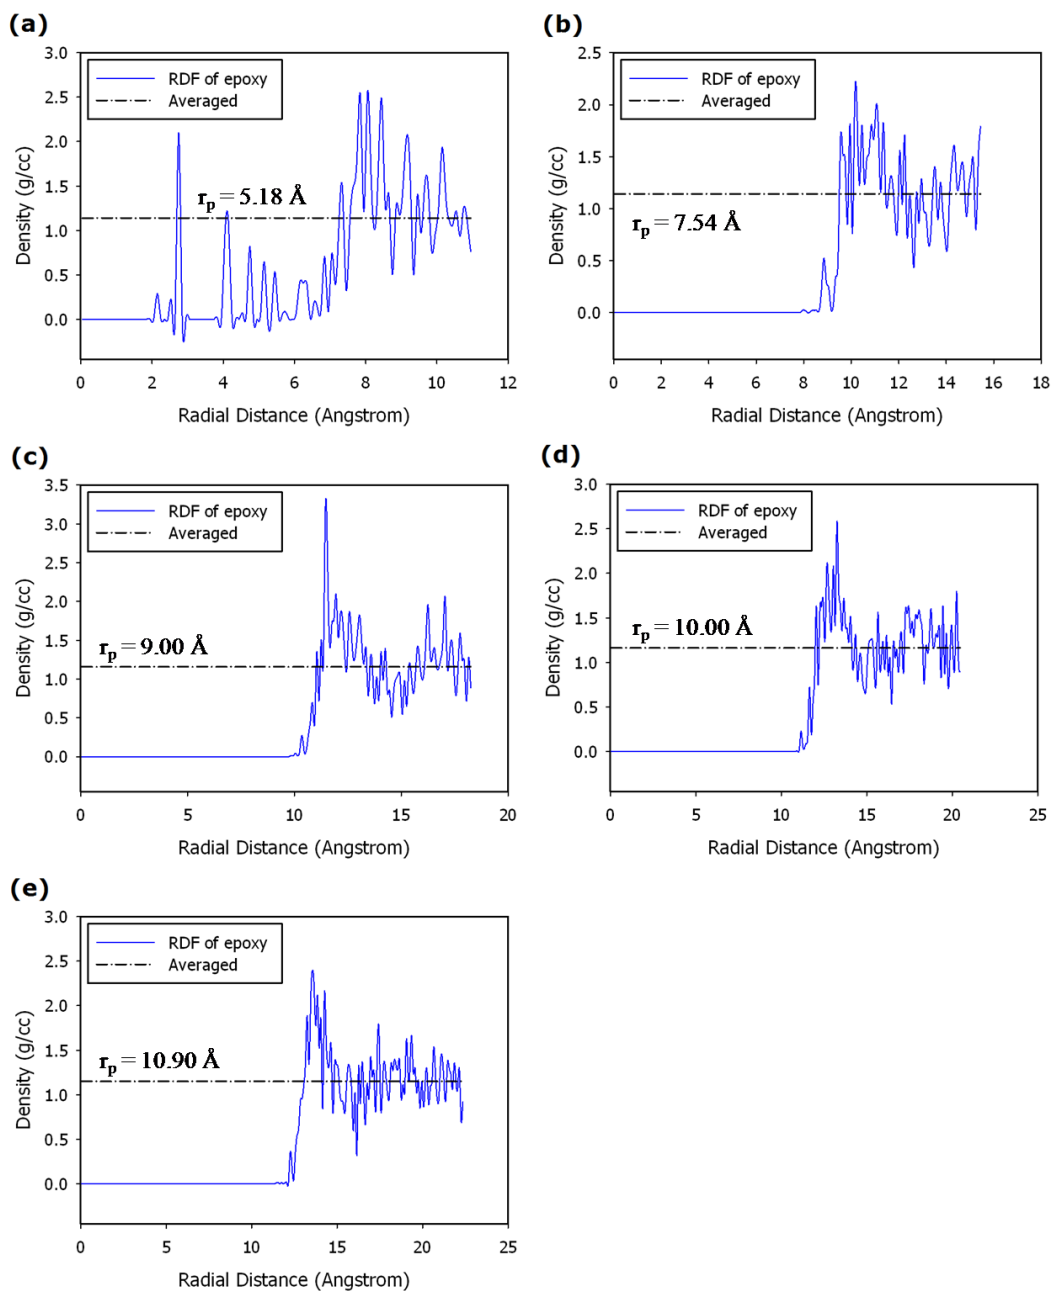 (a)
3.0
2.5
2.0
1.5
1.0
0.5
0.0
Density (g/cc)
RDF of epoxy
Averaged
rp = 5.18 Å
0 2 4 6 8 10 12
Radial Distance (Angstrom)
(b)
2.5
2.0
1.5
1.0
0.5
0.0
Density (g/cc)
RDF of epoxy
Averaged
rp = 7.54 Å
0 2 4 6 8 10 12 14 16 18
Radial Distance (Angstrom)
(c)
3.5
3.0
2.5
2.0
1.5
1.0
0.5
0.0
Density (g/cc)
RDF of epoxy
Averaged
rp = 9.00 Å
0 5 10 15 20
Radial Distance (Angstrom)
(d)
3.0
2.5
2.0
1.5
1.0
0.5
0.0
Density (g/cc)
RDF of epoxy
Averaged
rp = 10.00 Å
0 5 10 15 20 25
Radial Distance (Angstrom)
(e)
3.0
2.5
2.0
1.5
1.0
0.5
0.0
Density (g/cc)
RDF of epoxy
Averaged
rp = 10.90 Å
0 5 10 15 20 25
Radial Distance (Angstrom)